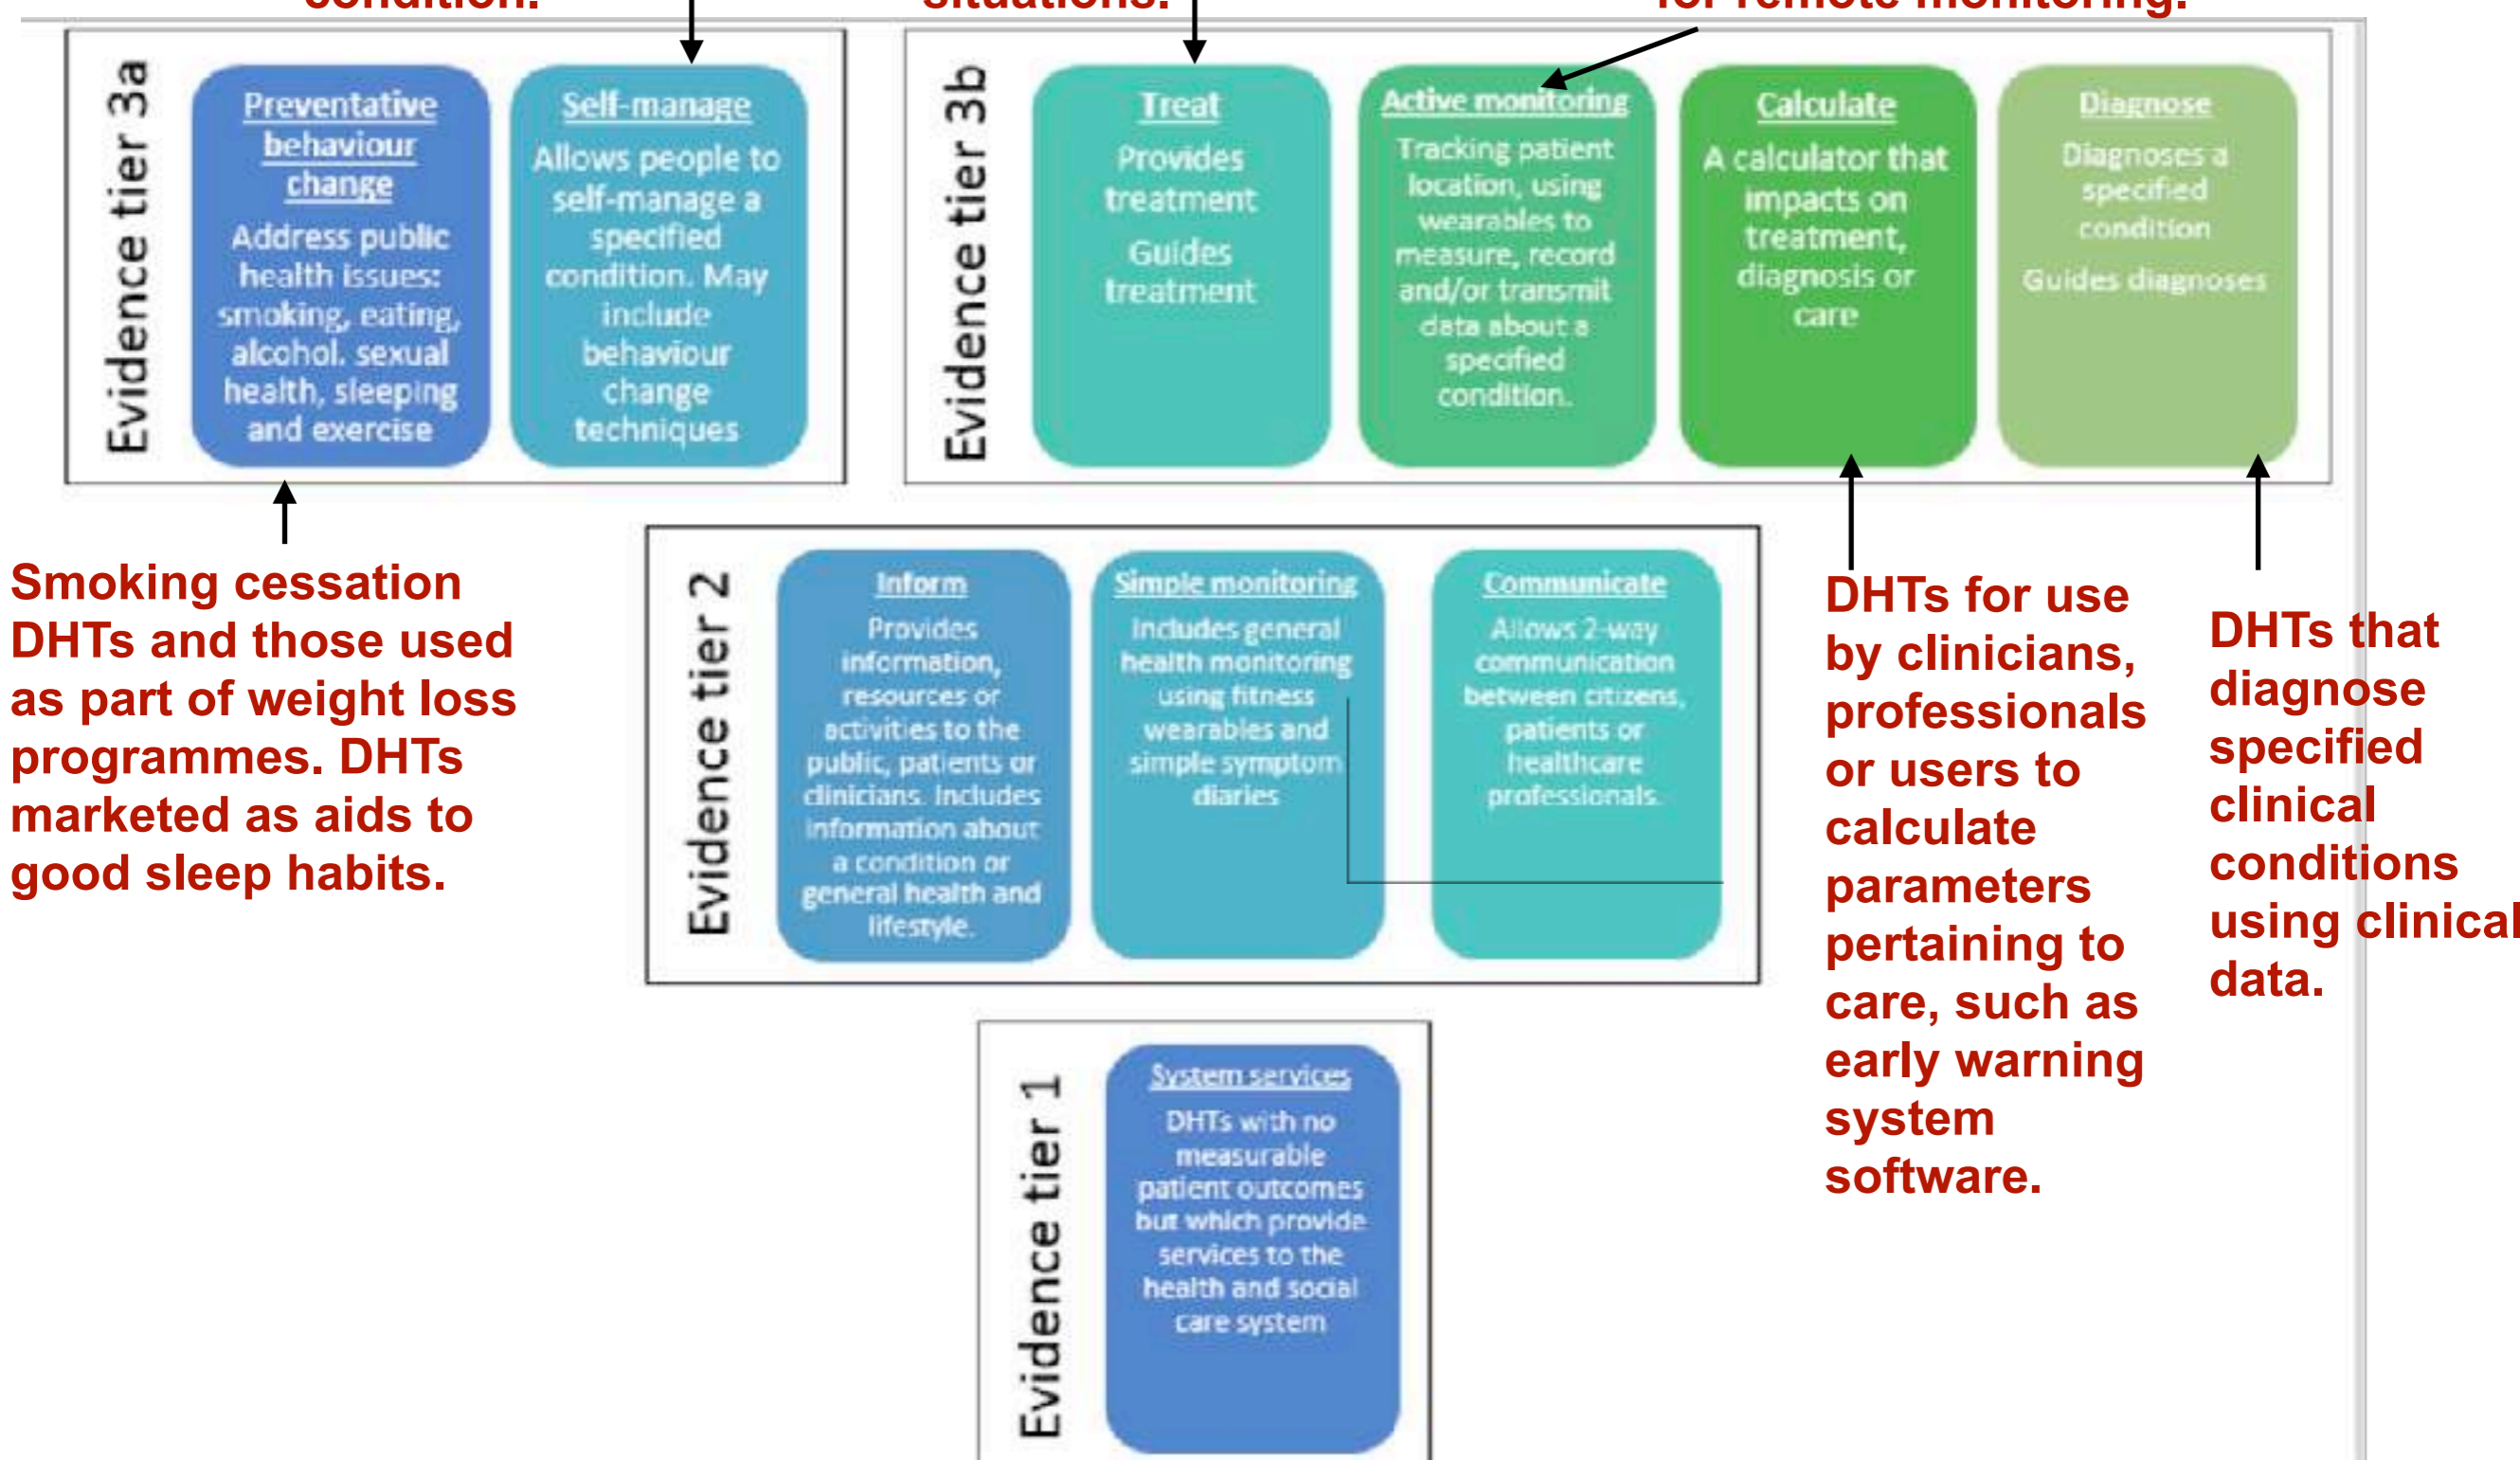 condition.
situations.
for remote monitoring.
Evidence tier 3a
Preventative
behaviour
change
Address public
health issues:
smoking, eating,
alcohol. sexual
health, sleeping
and exercise
Self-manage
Allows people to
self-manage a
specified
condition. May
include
behaviour
change
techniques
Evidence tier 3b
Treat
Provides
treatment
Guides
treatment
Active monitoring
Tracking patient
location, using
wearables to
measure, record
and/or transmit
data about a
specified
condition.
Calculate
A calculator that
impacts on
treatment,
diagnosis or
care
Diagnose
Diagnoses a
specified
condition
Guides diagnoses
Smoking cessation
DHTs and those used
as part of weight loss
programmes. DHTs
marketed as aids to
good sleep habits.
Evidence tier 2
Inform
Provides
information,
resources or
activities to the
public, patients or
clinicians. Includes
information about
a condition or
general health and
lifestyle.
Simple monitoring
Includes general
health monitoring
using fitness
wearables and
simple symptom
diaries
Communicate
Allows 2-way
communication
between citizens,
patients or
healthcare
professionals.
DHTs for use
by clinicians,
professionals
or users to
calculate
parameters
pertaining to
care, such as
early warning
system
software.
DHTs that
diagnose
specified
clinical
conditions
using clinical
data.
Evidence tier 1
System services
DHTs with no
measurable
patient outcomes
but which provide
services to the
health and social
care system